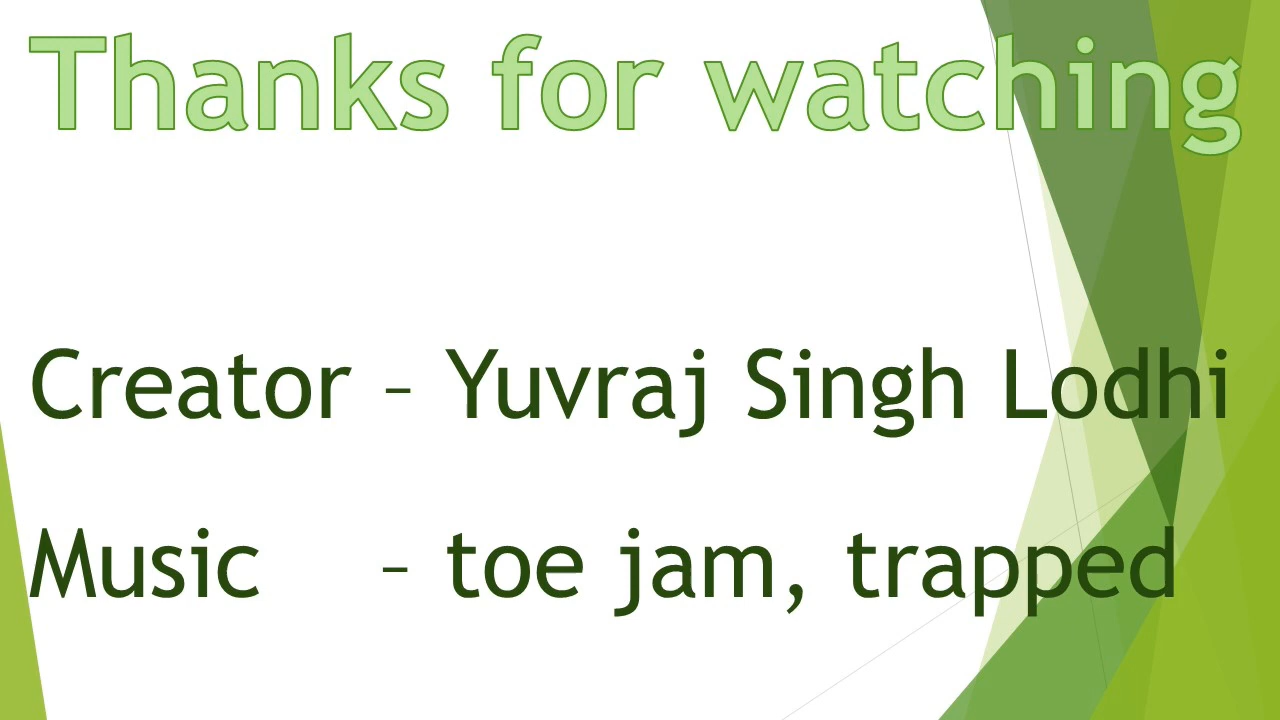 Thanks for watching
Creator – Yuvraj Singh Lodhi
Music – toe jam, trapped